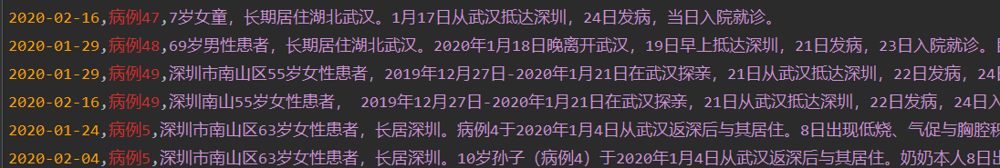 2020-02-16,病例47,7岁女童，长期居住湖北武汉。1月17日从武汉抵达深圳，24日发病，当日入院就诊。
2020-01-29,病例48,69岁男性患者，长期居住湖北武汉。2020年1月18日晚离开武汉，19日早上抵达深圳，21日发病，23日入院就诊。
2020-01-29,病例49,深圳市南山区55岁女性患者，2019年12月27日-2020年1月21日在武汉探亲，21日从武汉抵达深圳，22日发病，24日
2020-02-16,病例49,深圳南山55岁女性患者， 2019年12月27日-2020年1月21日在武汉探亲，21日从武汉抵达深圳，22日发病，24日入
2020-01-24,病例5,深圳市南山区63岁女性患者，长居深圳。病例4于2020年1月4日从武汉返深后与其居住。8日出现低烧、气促与胸腔积
2020-02-04,病例5,深圳市南山区63岁女性患者，长居深圳。10岁孙子（病例4）于2020年1月4日从武汉返深后与其居住。奶奶本人8日出